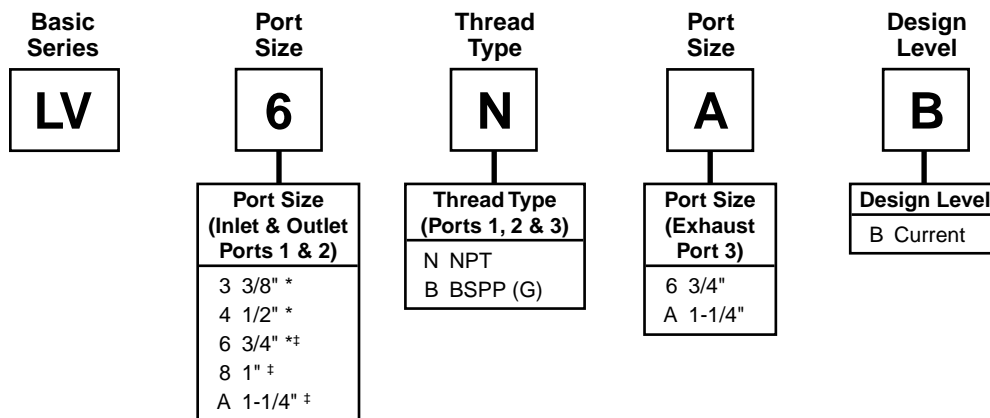 Basic Series
Port Size
Thread Type
Port Size
Design Level
LV
6
N
A
B
Port Size
(Inlet & Outlet
Ports 1 & 2)
3 3/8" *
4 1/2" *
6 3/4" *‡
8 1" ‡
A 1-1/4" ‡
Thread Type
(Ports 1, 2 & 3)
N NPT
B BSPP (G)
Port Size
(Exhaust
Port 3)
6 3/4"
A 1-1/4"
Design Level
B Current